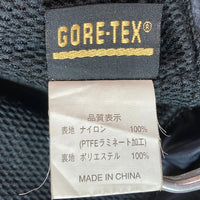 GORE-TEX®
品質表示
表地 ナイロン 100%
(PTFEラミネート加工)
裏地 ポリエステル 100%
MADE IN CHINA